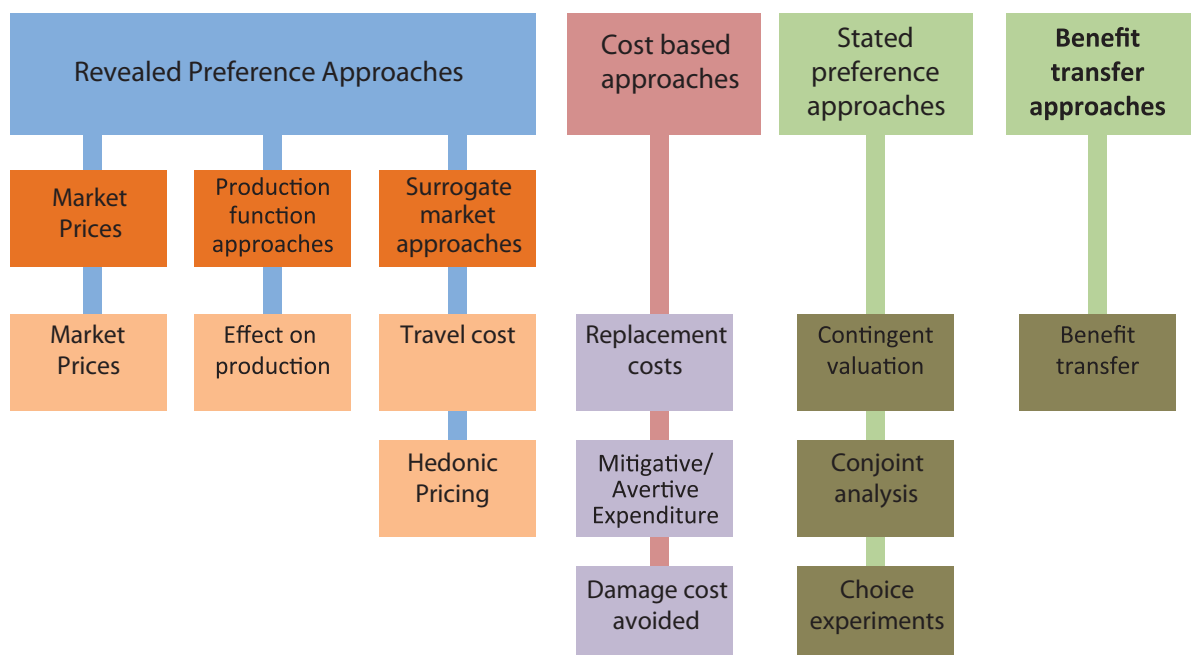 Revealed Preference Approaches
Cost based
approaches
Stated
preference
approaches
Benefit
transfer
approaches
Market
Prices
Production
function
approaches
Surrogate
market
approaches
Market
Prices
Effect on
production
Travel cost
Replacement
costs
Contingent
valuation
Benefit
transfer
Hedonic
Pricing
Mitigative/
Avertive
Expenditure
Conjoint
analysis
Damage cost
avoided
Choice
experiments